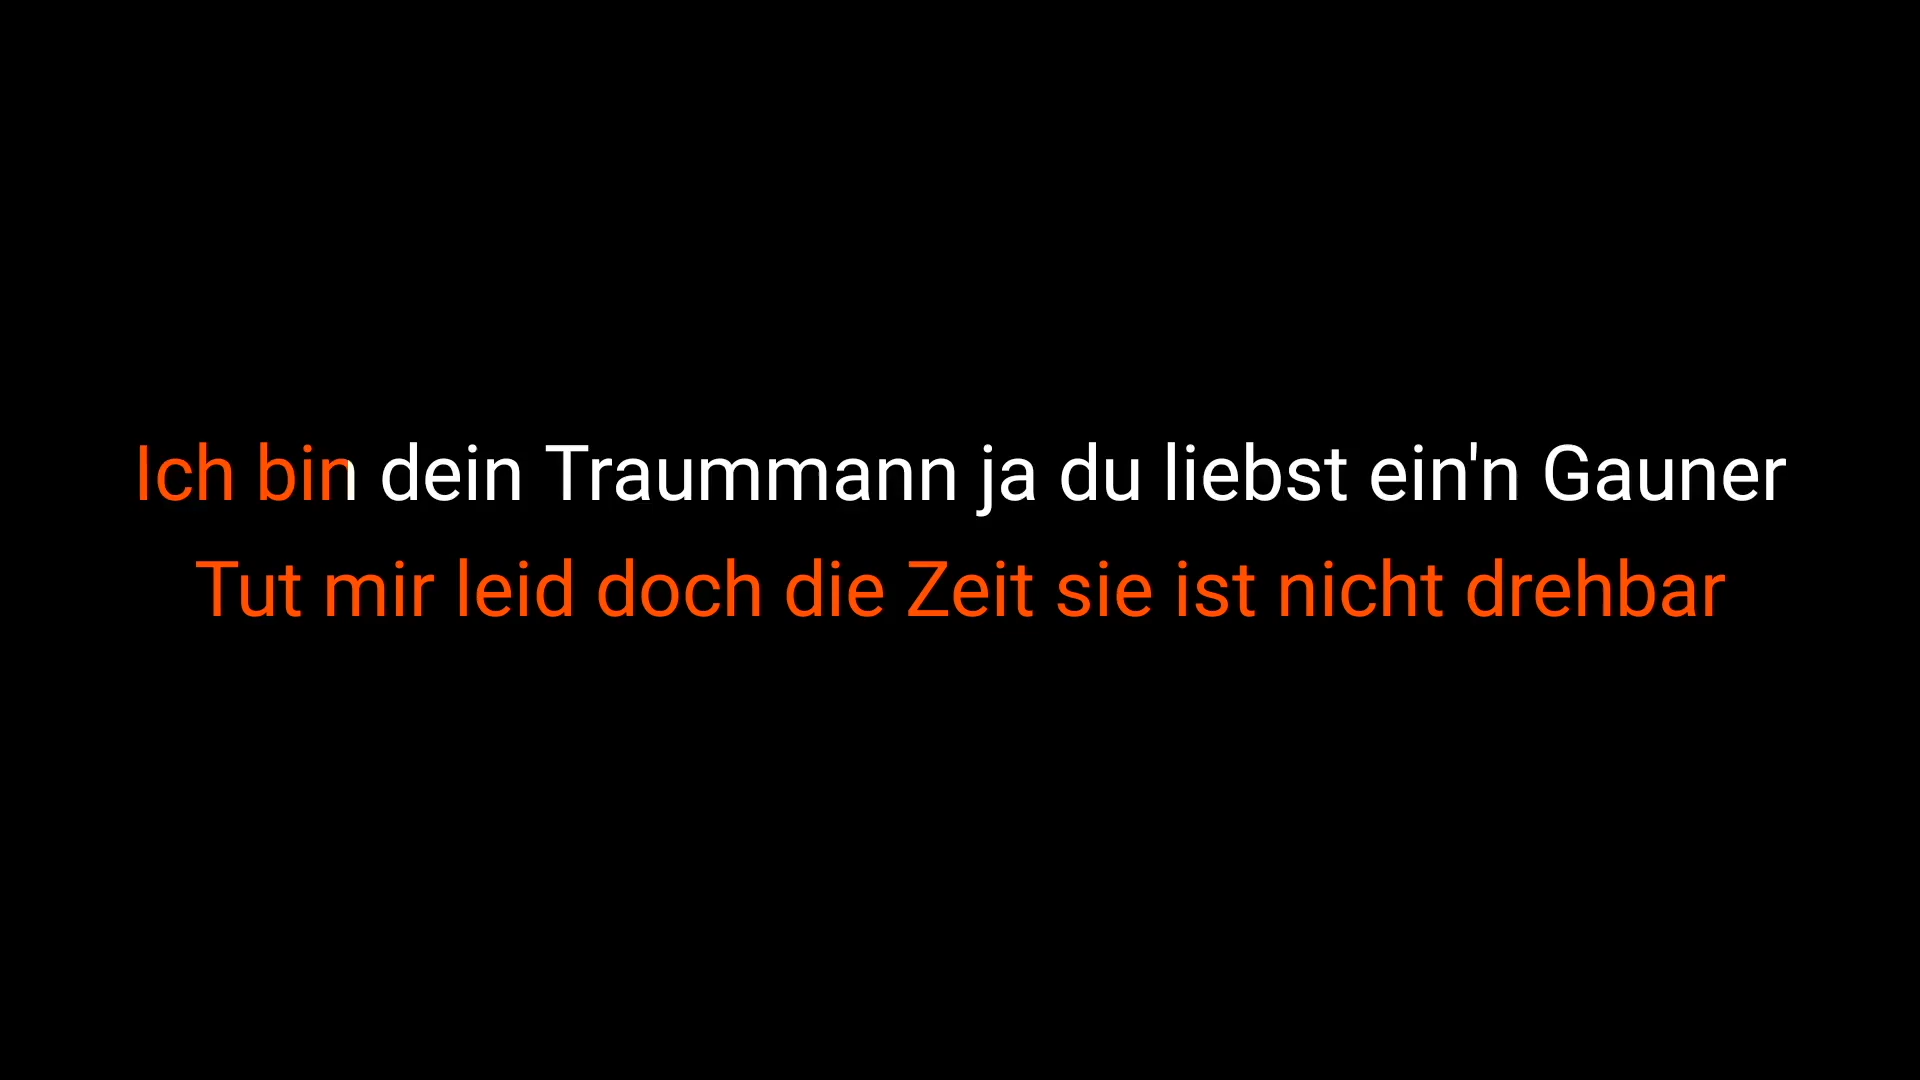 Ich bin dein Traummann ja du liebst ein'n Gauner
Tut mir leid doch die Zeit sie ist nicht drehbar